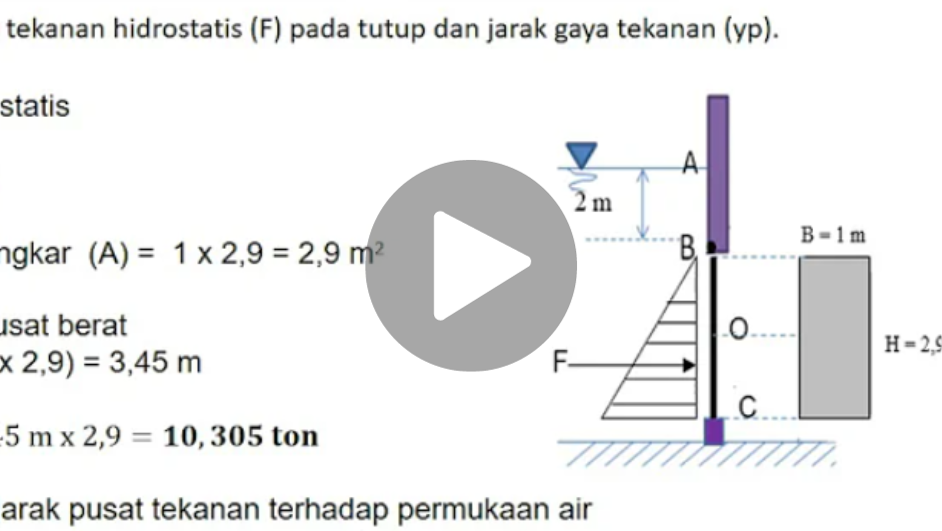 tekanan hidrostatis (F) pada tutup dan jarak gaya tekanan (yp).
statis
A
2 m
ngkar (A) = 1 x 2,9 = 2,9 m²
B
B = 1 m
usat berat
O
x 2,9) = 3,45 m
F
H = 2,9
C
5 m x 2,9 = 10,305 ton
arak pusat tekanan terhadap permukaan air